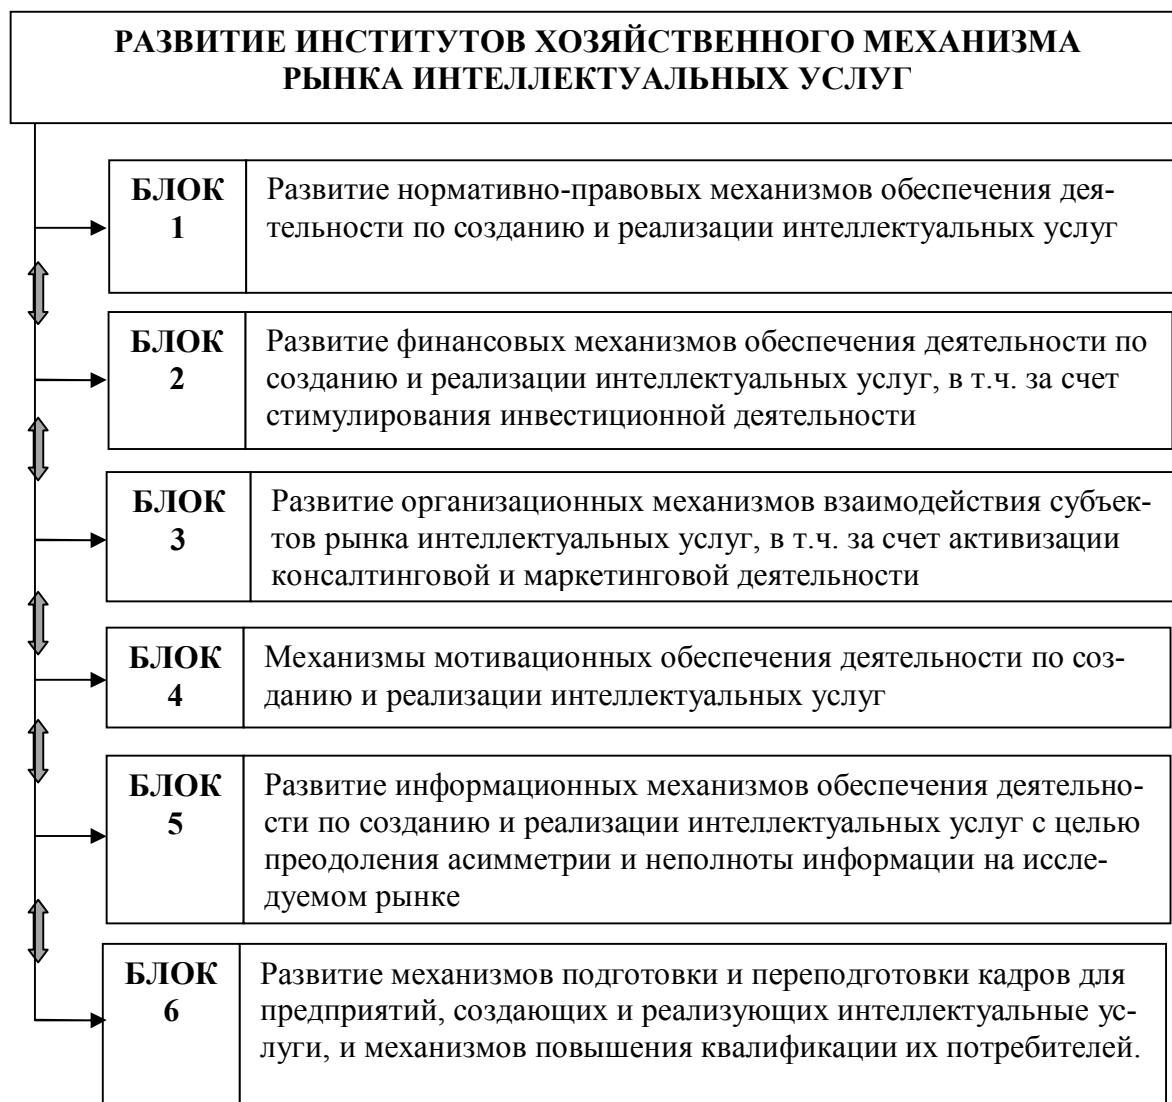 РАЗВИТИЕ ИНСТИТУТОВ ХОЗЯЙСТВЕННОГО МЕХАНИЗМА
РЫНКА ИНТЕЛЛЕКТУАЛЬНЫХ УСЛУГ
БЛОК
1
Развитие нормативно-правовых механизмов обеспечения дея-
тельности по созданию и реализации интеллектуальных услуг
БЛОК
2
Развитие финансовых механизмов обеспечения деятельности по
созданию и реализации интеллектуальных услуг, в т.ч. за счет
стимулирования инвестиционной деятельности
БЛОК
3
Развитие организационных механизмов взаимодействия субъек-
тов рынка интеллектуальных услуг, в т.ч. за счет активизации
консалтинговой и маркетинговой деятельности
БЛОК
4
Механизмы мотивационных обеспечения деятельности по соз-
данию и реализации интеллектуальных услуг
БЛОК
5
Развитие информационных механизмов обеспечения деятельно-
сти по созданию и реализации интеллектуальных услуг с целью
преодоления асимметрии и неполноты информации на иссле-
дуемом рынке
БЛОК
6
Развитие механизмов подготовки и переподготовки кадров для
предприятий, создающих и реализующих интеллектуальные ус-
луги, и механизмов повышения квалификации их потребителей.